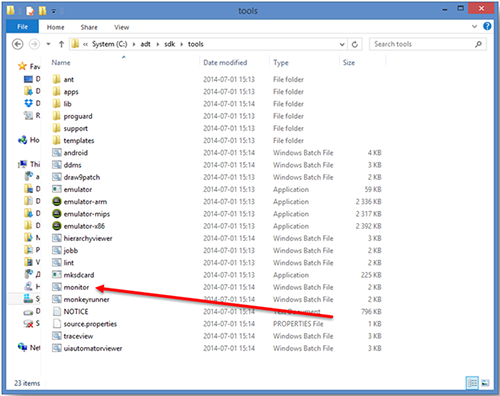 tools
File Home Share View
System (C:) adt sdk tools Search tools
Name Date modified Type Size
Fav
ant 2014-07-01 15:13 File folder
apps 2014-07-01 15:13 File folder
lib 2014-07-01 15:14 File folder
proguard 2014-07-01 15:13 File folder
support 2014-07-01 15:13 File folder
templates 2014-07-01 15:13 File folder
android 2014-07-01 15:14 Windows Batch File 4 KB
ddms 2014-07-01 15:14 Windows Batch File 3 KB
draw9patch 2014-07-01 15:13 Windows Batch File 2 KB
emulator 2014-07-01 15:13 Application 59 KB
emulator-arm 2014-07-01 15:13 Application 2 336 KB
emulator-mips 2014-07-01 15:13 Application 2 317 KB
emulator-x86 2014-07-01 15:13 Application 2 392 KB
hierarchyviewer 2014-07-01 15:13 Windows Batch File 3 KB
jobb 2014-07-01 15:14 Windows Batch File 2 KB
lint 2014-07-01 15:13 Windows Batch File 2 KB
mksdcard 2014-07-01 15:13 Application 225 KB
monitor 2014-07-01 15:14 Windows Batch File 2 KB
monkeyrunner 2014-07-01 15:14 Windows Batch File 2 KB
NOTICE 2014-07-01 15:14 Text Document 796 KB
source.properties 2014-07-01 15:14 PROPERTIES File 1 KB
traceview 2014-07-01 15:14 Windows Batch File 3 KB
uiautomatorviewer 2014-07-01 15:14 Windows Batch File 3 KB
Ho
Thi
Net
23 items